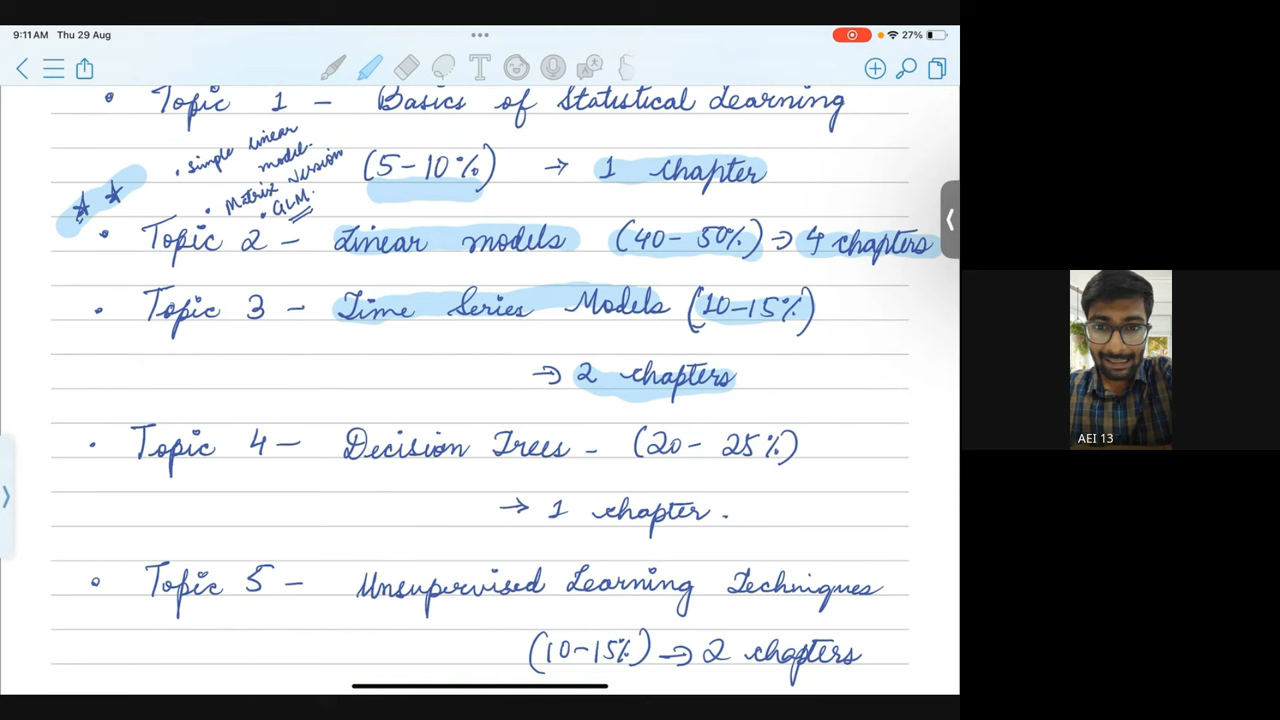 9:11 AM Thu 29 Aug
27%
• Topic 1 – Basics of Statistical Learning
• Simple linear model.
(5-10%) → 1 chapter
• Matrix version
• GLM.
• Topic 2 – Linear models (40-50%) → 4 chapters
• Topic 3 – Time Series Models (10-15%)
→ 2 chapters
• Topic 4 – Decision Trees - (20-25%)
→ 1 chapter.
• Topic 5 – Unsupervised Learning Techniques
(10-15%) → 2 chapters
AEI 13